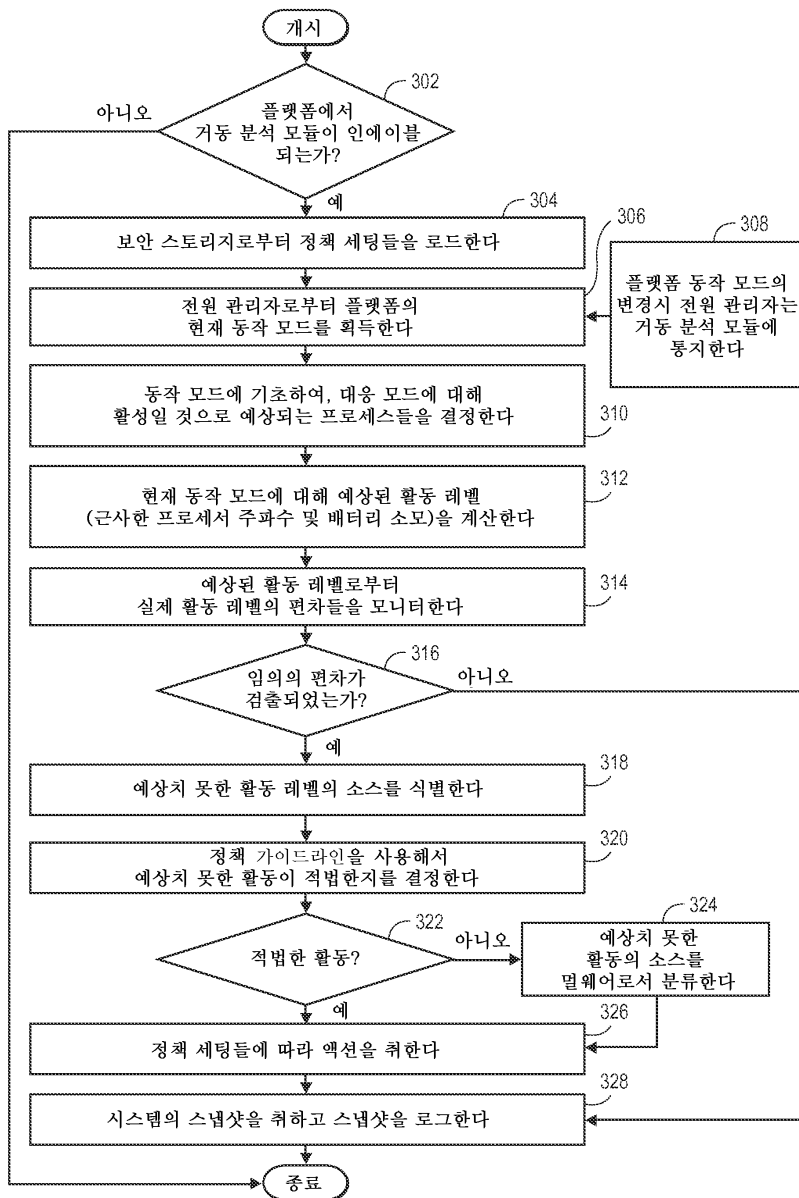 개시
302
아니오
플랫폼에서
거동 분석 모듈이 인에이블
되는가?
예
304
보안 스토리지로부터 정책 세팅들을 로드한다
306
308
전원 관리자로부터 플랫폼의
현재 동작 모드를 획득한다
플랫폼 동작 모드의
변경시 전원 관리자는
거동 분석 모듈에
통지한다
동작 모드에 기초하여, 대응 모드에 대해
활성일 것으로 예상되는 프로세스들을 결정한다
310
현재 동작 모드에 대해 예상된 활동 레벨
(근사한 프로세서 주파수 및 배터리 소모)을 계산한다
312
예상된 활동 레벨로부터
실제 활동 레벨의 편차들을 모니터한다
314
316
임의의 편차가
검출되었는가?
아니오
예
예상치 못한 활동 레벨의 소스를 식별한다
318
정책 가이드라인을 사용해서
예상치 못한 활동이 적법한지를 결정한다
320
322
적법한 활동?
아니오
324
예상치 못한
활동의 소스를
멀웨어로서 분류한다
예
326
정책 세팅들에 따라 액션을 취한다
328
시스템의 스냅샷을 취하고 스냅샷을 로그한다
종료